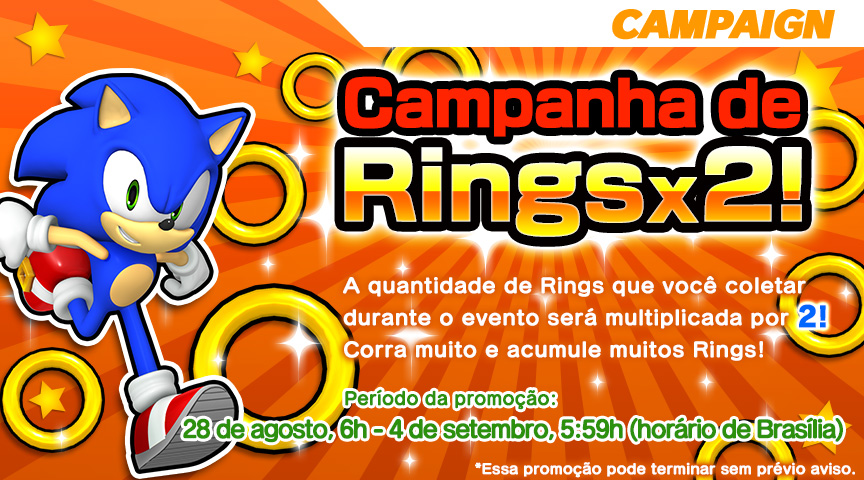 CAMPAIGN
Campanha de
Ringsx2!
A quantidade de Rings que você coletar
durante o evento será multiplicada por 2!
Corra muito e acumule muitos Rings!
Período da promoção:
28 de agosto, 6h - 4 de setembro, 5:59h (horário de Brasília)
*Essa promoção pode terminar sem prévio aviso.